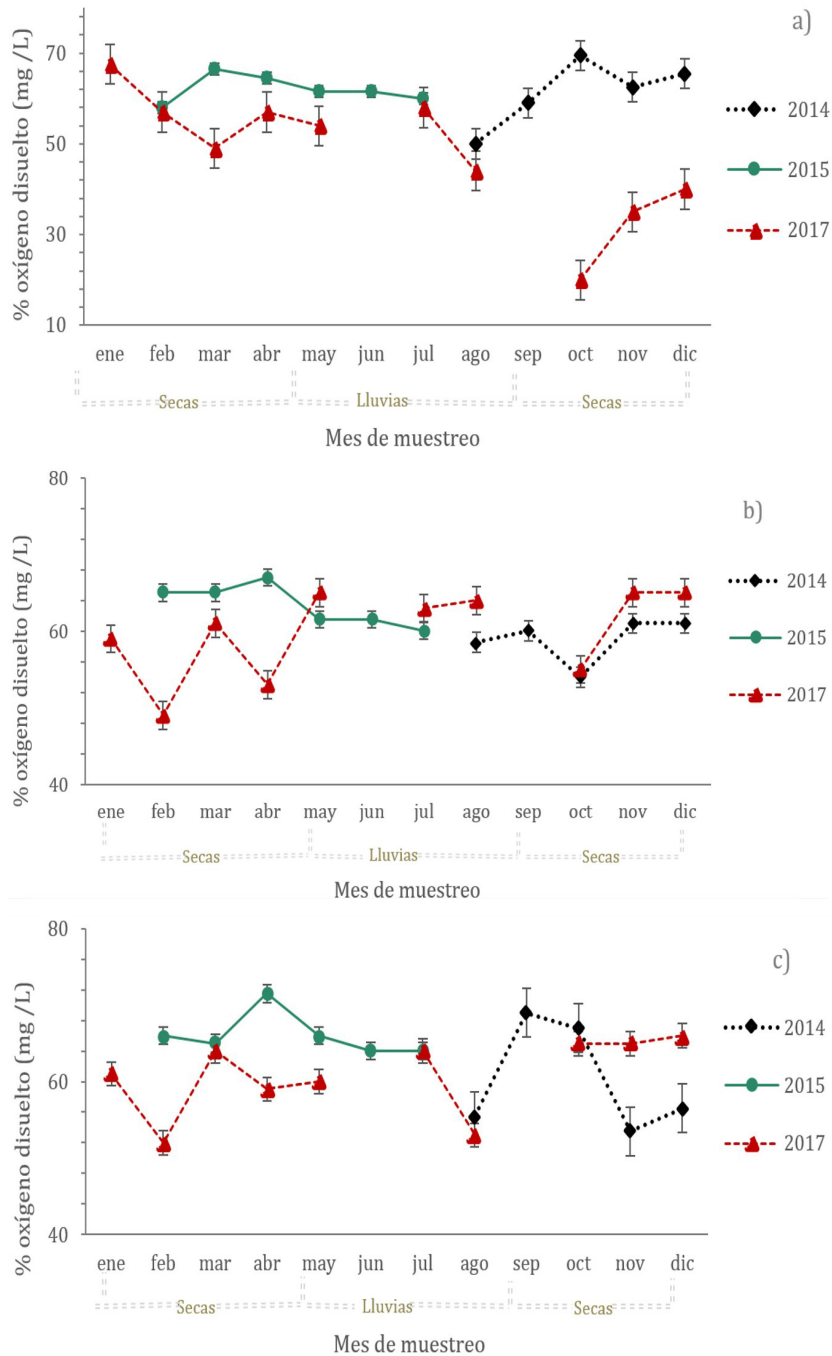 a)
% oxígeno disuelto (mg /L)
70
50
30
10
ene feb mar abr may jun jul ago sep oct nov dic
Secas Lluvias Secas
Mes de muestreo
2014
2015
2017
b)
% oxígeno disuelto (mg /L)
80
60
40
ene feb mar abr may jun jul ago sep oct nov dic
Secas Lluvias Secas
Mes de muestreo
2014
2015
2017
c)
% oxígeno disuelto (mg /L)
80
60
40
ene feb mar abr may jun jul ago sep oct nov dic
Secas Lluvias Secas
Mes de muestreo
2014
2015
2017